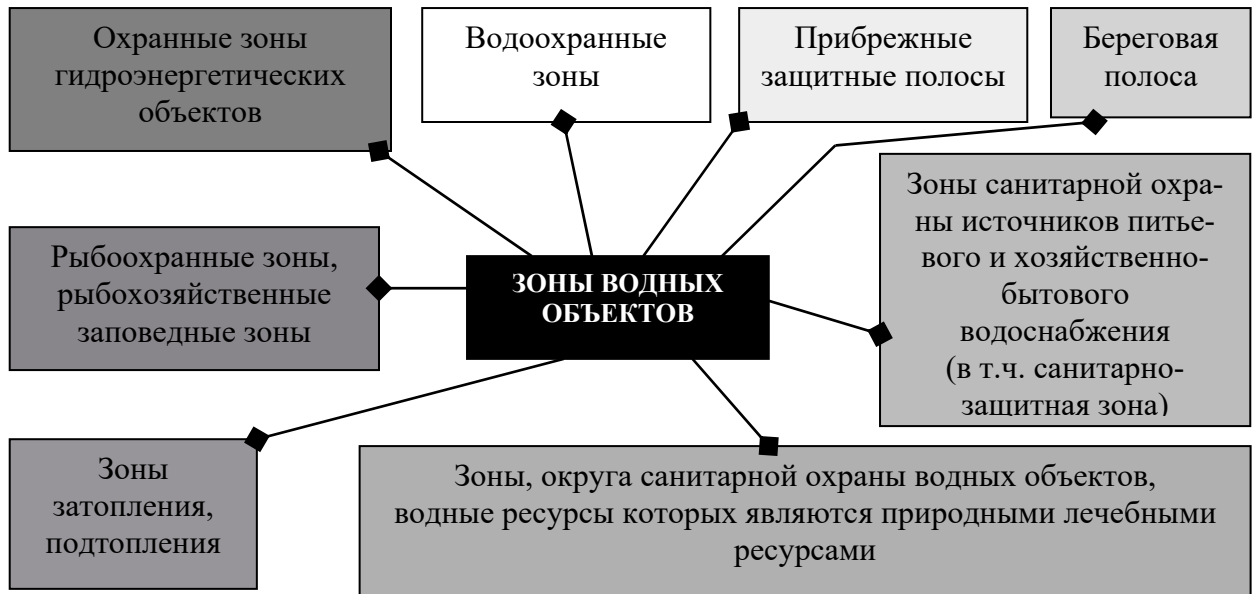 Охранные зоны
гидроэнергетических
объектов
Водоохранные
зоны
Прибрежные
защитные полосы
Береговая
полоса
Зоны санитарной охра-
ны источников питье-
вого и хозяйственно-
бытового
водоснабжения
(в т.ч. санитарно-
защитная зона)
Рыбоохранные зоны,
рыбохозяйственные
заповедные зоны
ЗОНЫ ВОДНЫХ
ОБЪЕКТОВ
Зоны
затопления,
подтопления
Зоны, округа санитарной охраны водных объектов,
водные ресурсы которых являются природными лечебными
ресурсами